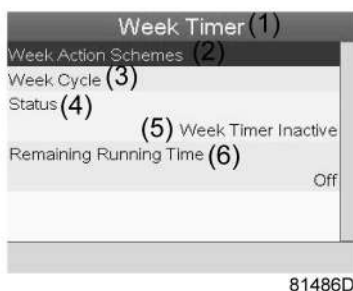 Week Timer (1)
Week Action Schemes (2)
Week Cycle (3)
Status (4)
(5) Week Timer Inactive
Remaining Running Time (6)
Off
81486D